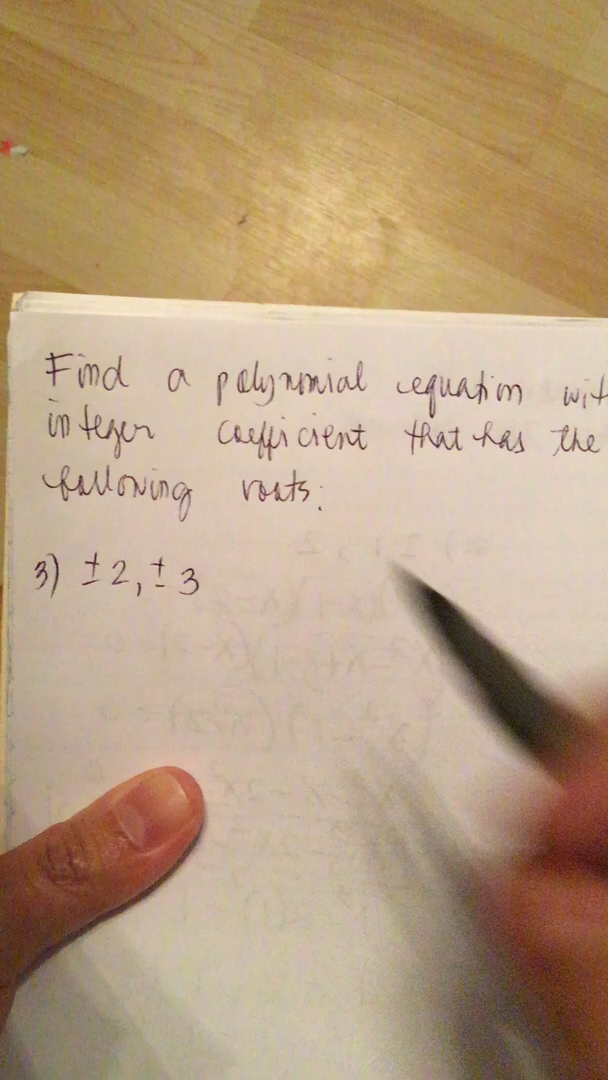 Find a polynomial equation wit
integer coefficient that has the
following roots:
3) ± 2, ± 3